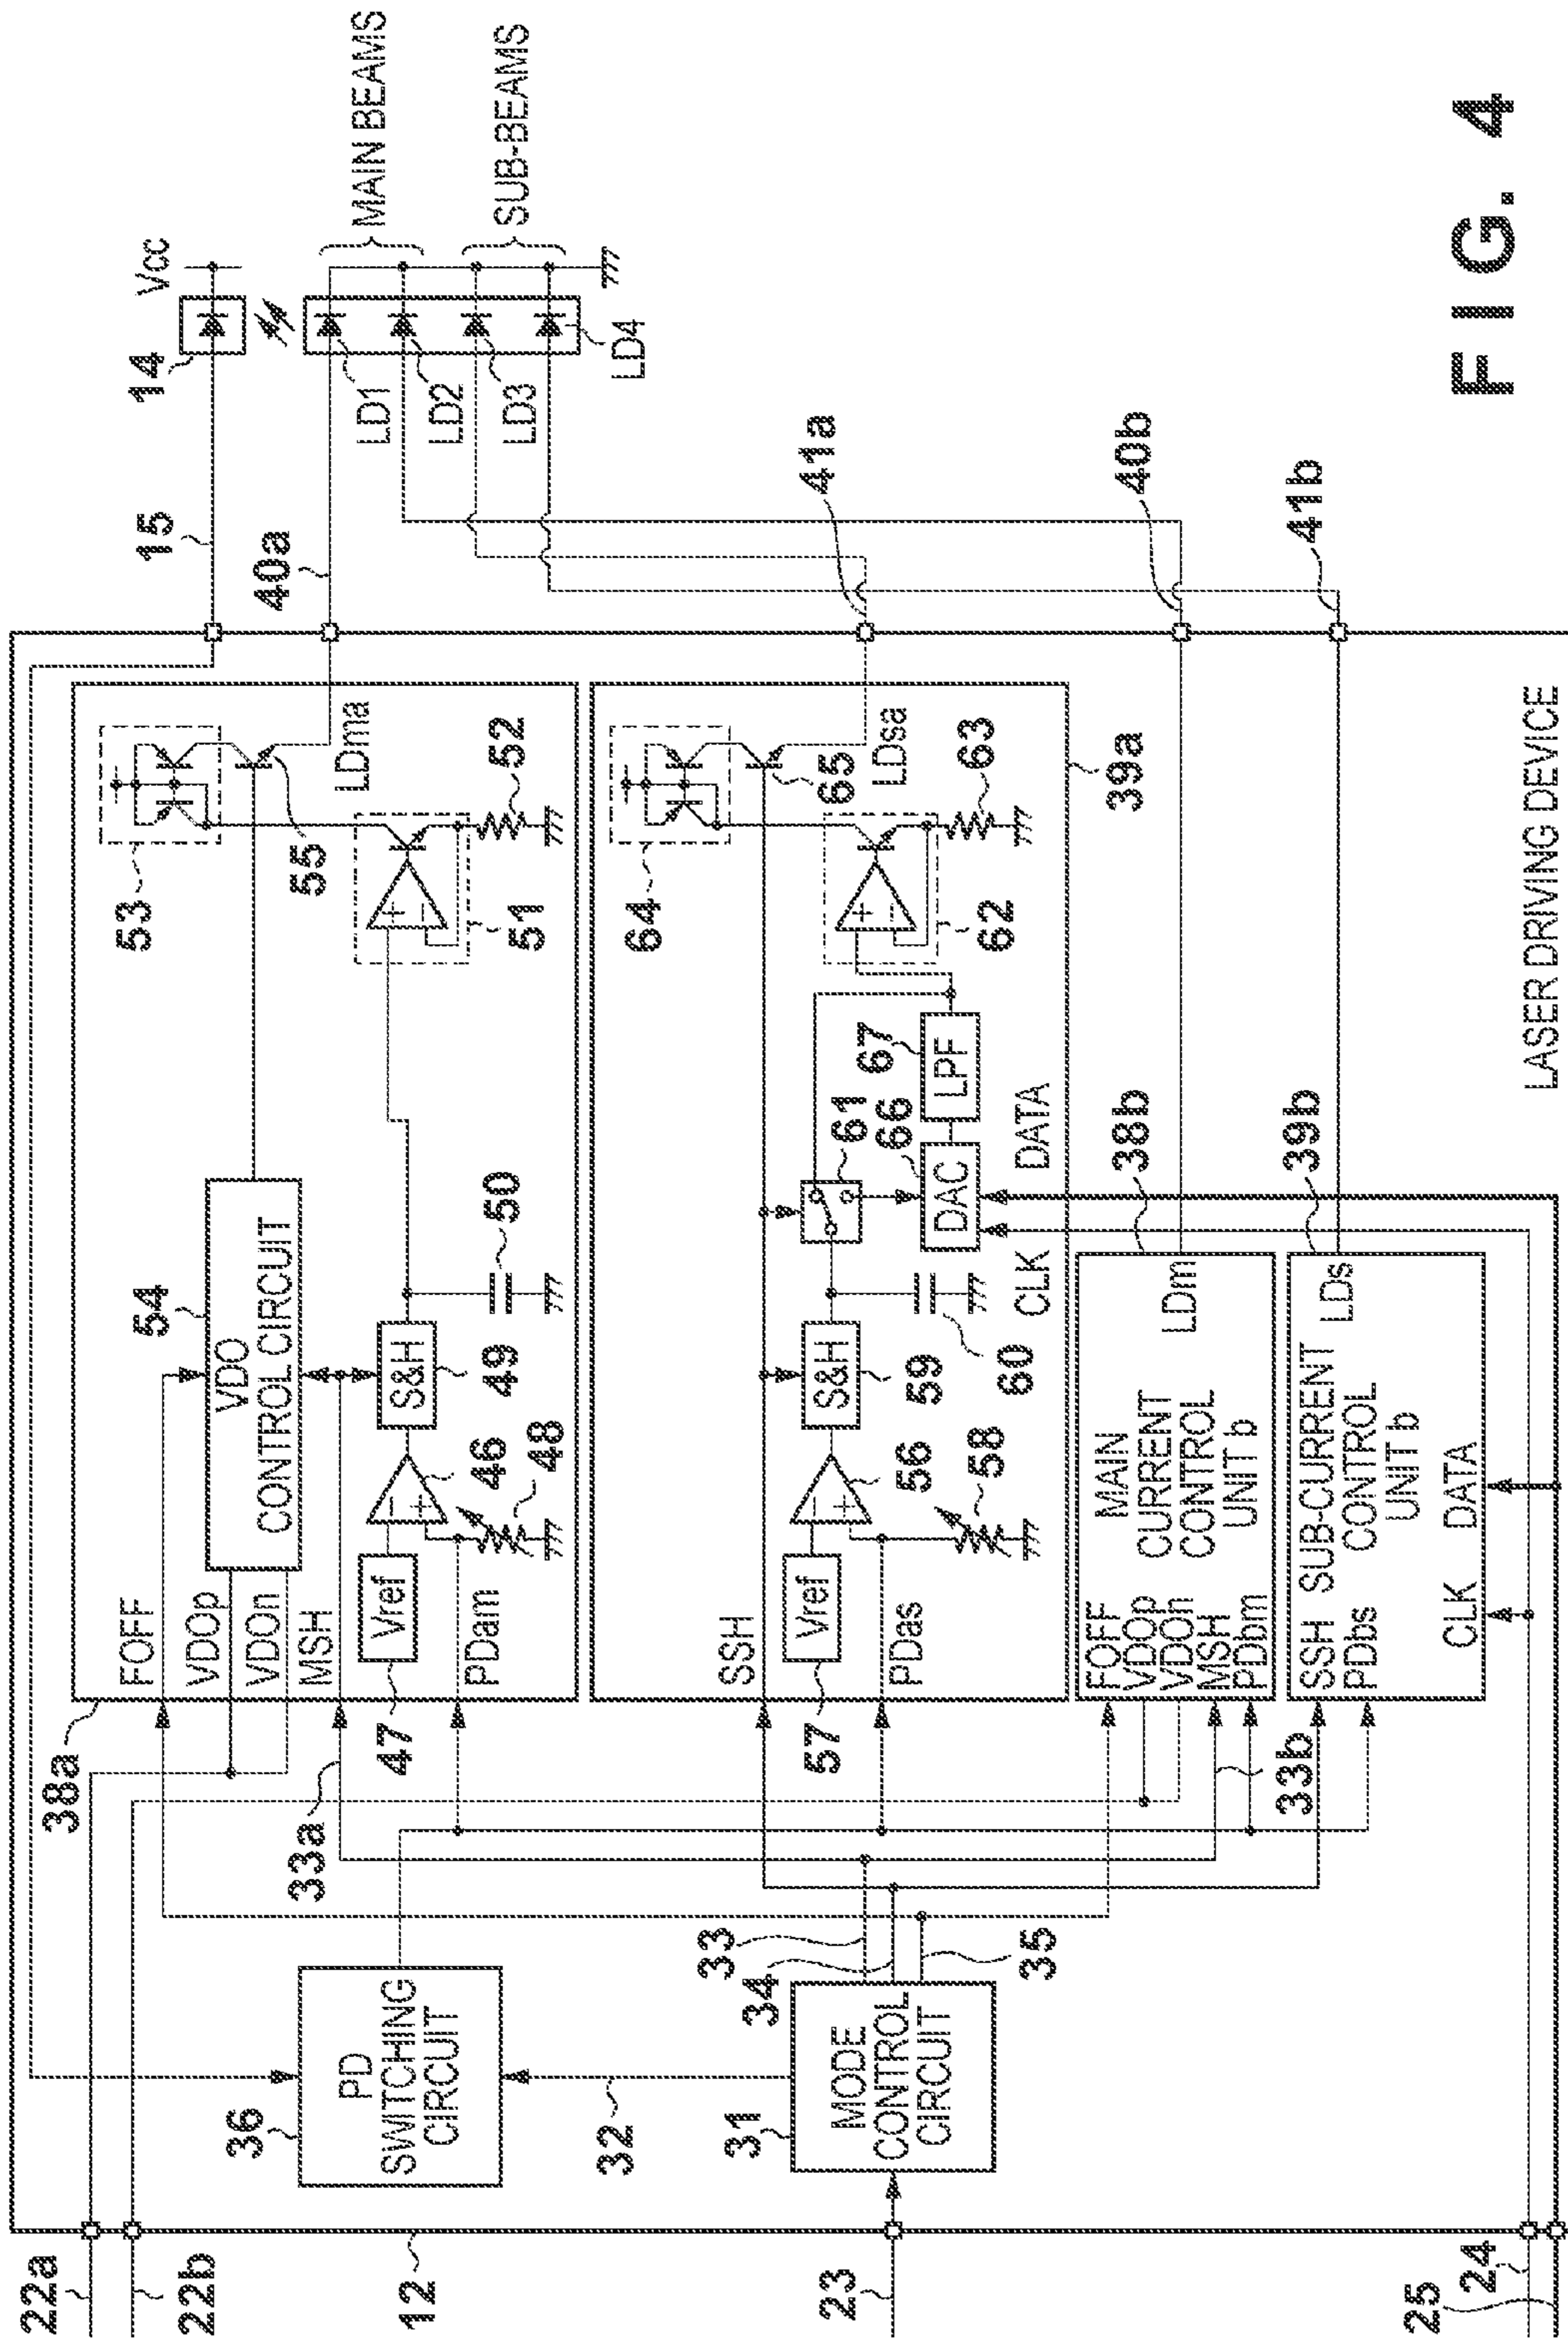 22a
22b
12
23
24
25
36
PD
SWITCHING
CIRCUIT
32
31
MODE
CONTROL
CIRCUIT
33
34
35
38a
33a
33b
FOFF
VDOp
VDOn
MSH
PDam
54
VDO
CONTROL CIRCUIT
47
Vref
46
48
S&H
49
50
53
55
51
52
LDma
SSH
PDas
57
Vref
56
58
S&H
59
60
61
66
DAC
67
LPF
CLK
DATA
64
65
62
63
LDsa
39a
FOFF
VDOp
VDOn
MSH
PDbm
MAIN
CURRENT
CONTROL
UNIT b
LDm
38b
SSH
PDbs
SUB-CURRENT
CONTROL
UNIT b
LDs
CLK
DATA
39b
LASER DRIVING DEVICE
15
40a
41a
40b
41b
14
Vcc
LD1
LD2
LD3
LD4
MAIN BEAMS
SUB-BEAMS
FIG. 4